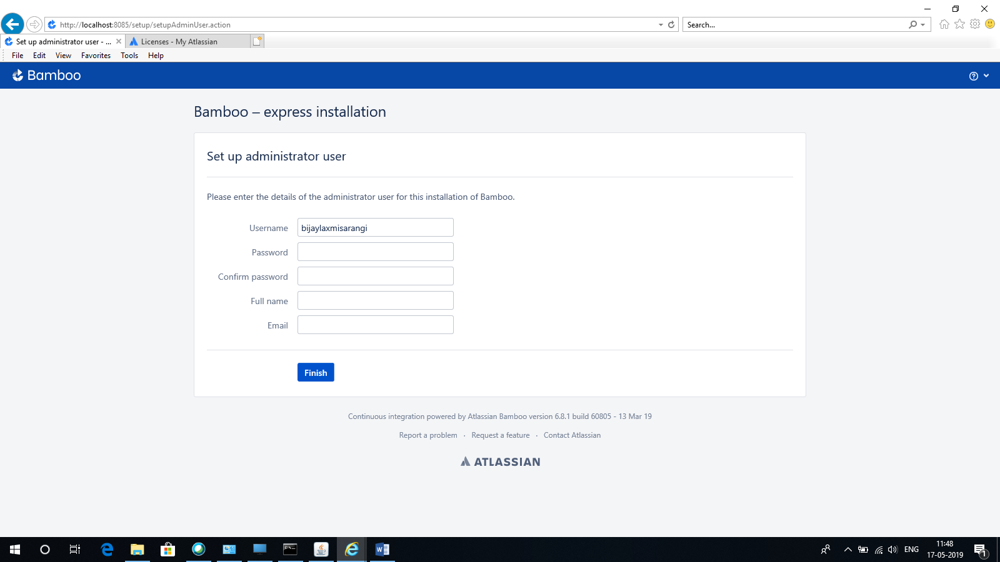 http://localhost:8085/setup/setupAdminUser.action
Search...
Set up administrator user - ...
Licenses - My Atlassian
File Edit View Favorites Tools Help
Bamboo
Bamboo – express installation
Set up administrator user
Please enter the details of the administrator user for this installation of Bamboo.
Username bijaylaxmisarangi
Password
Confirm password
Full name
Email
Finish
Continuous integration powered by Atlassian Bamboo version 6.8.1 build 60805 - 13 Mar 19
Report a problem · Request a feature · Contact Atlassian
ATLASSIAN
ENG
11:48
17-05-2019
1